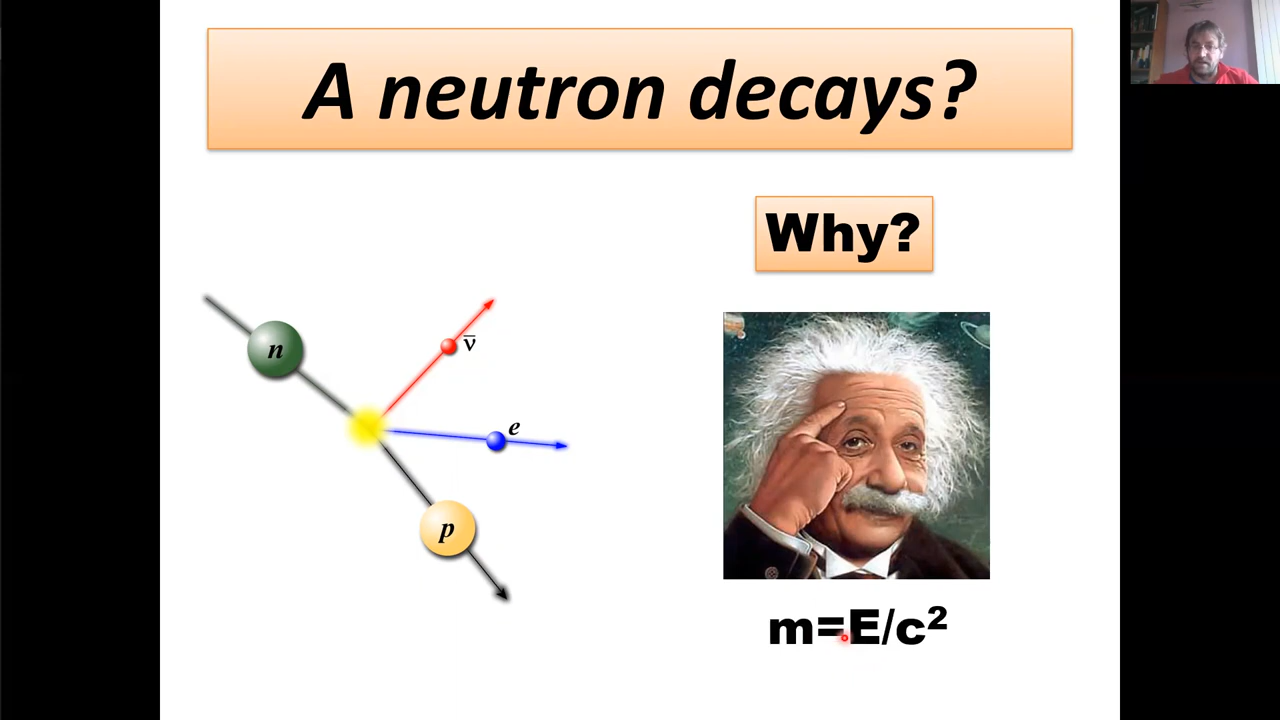 A neutron decays?
Why?
n
ν̅
e
p
m=E/c²